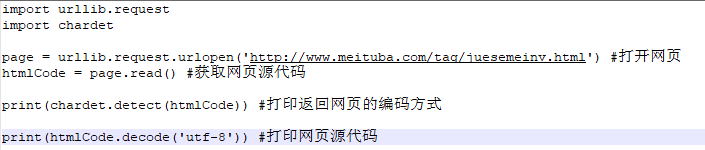 import urllib.request
import chardet
page = urllib.request.urlopen('http://www.meituba.com/tag/juesemeinv.html') #打开网页
htmlCode = page.read() #获取网页源代码
print(chardet.detect(htmlCode)) #打印返回网页的编码方式
print(htmlCode.decode('utf-8')) #打印网页源代码